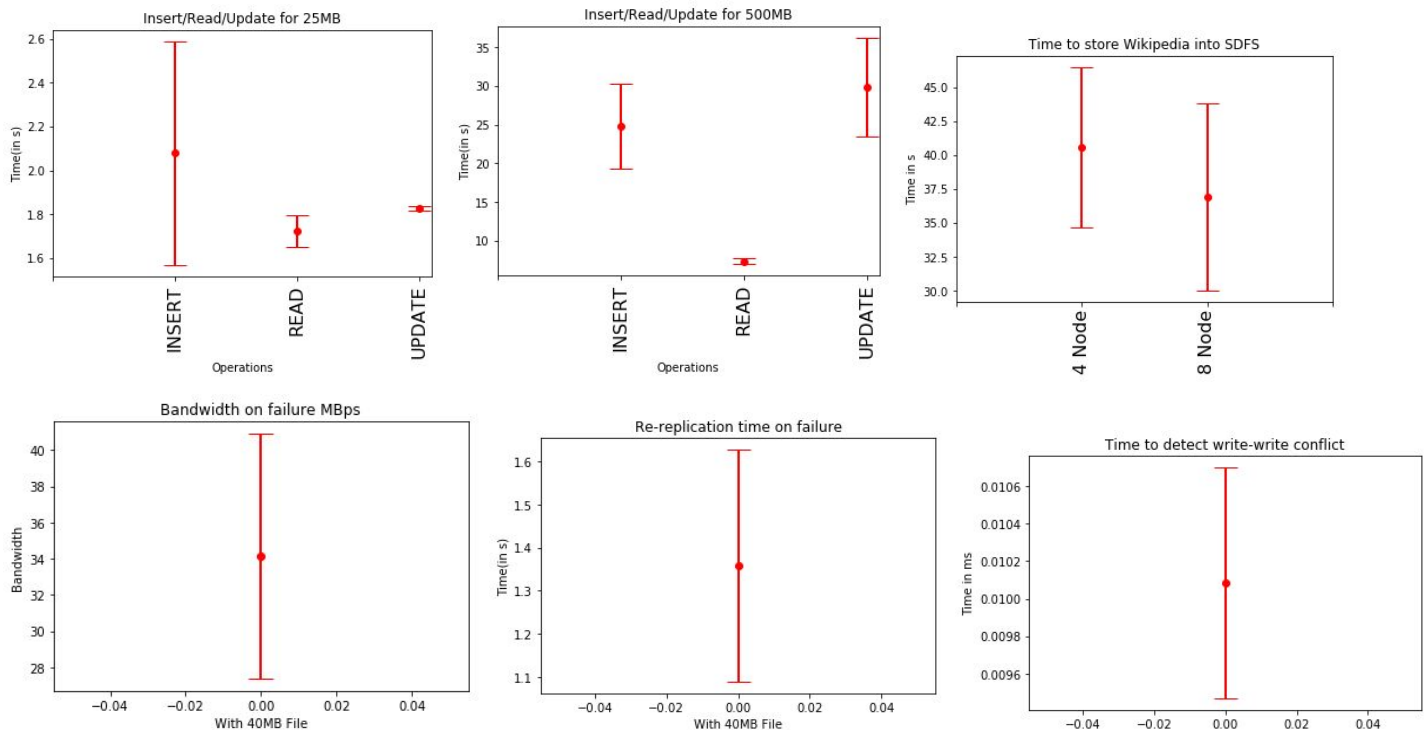 Insert/Read/Update for 25MB
2.6
2.4
2.2
2.0
1.8
1.6
Time(in s)
INSERT
READ
UPDATE
Operations
Insert/Read/Update for 500MB
35
30
25
20
15
10
Time(in s)
INSERT
READ
UPDATE
Operations
Time to store Wikipedia into SDFS
45.0
42.5
40.0
37.5
35.0
32.5
30.0
Time in s
4 Node
8 Node
Bandwidth on failure MBps
40
38
36
34
32
30
28
Bandwidth
−0.04 −0.02 0.00 0.02 0.04
With 40MB File
Re-replication time on failure
1.6
1.5
1.4
1.3
1.2
1.1
Time(in s)
−0.04 −0.02 0.00 0.02 0.04
With 40MB File
Time to detect write-write conflict
0.0106
0.0104
0.0102
0.0100
0.0098
0.0096
Time in ms
−0.04 −0.02 0.00 0.02 0.04